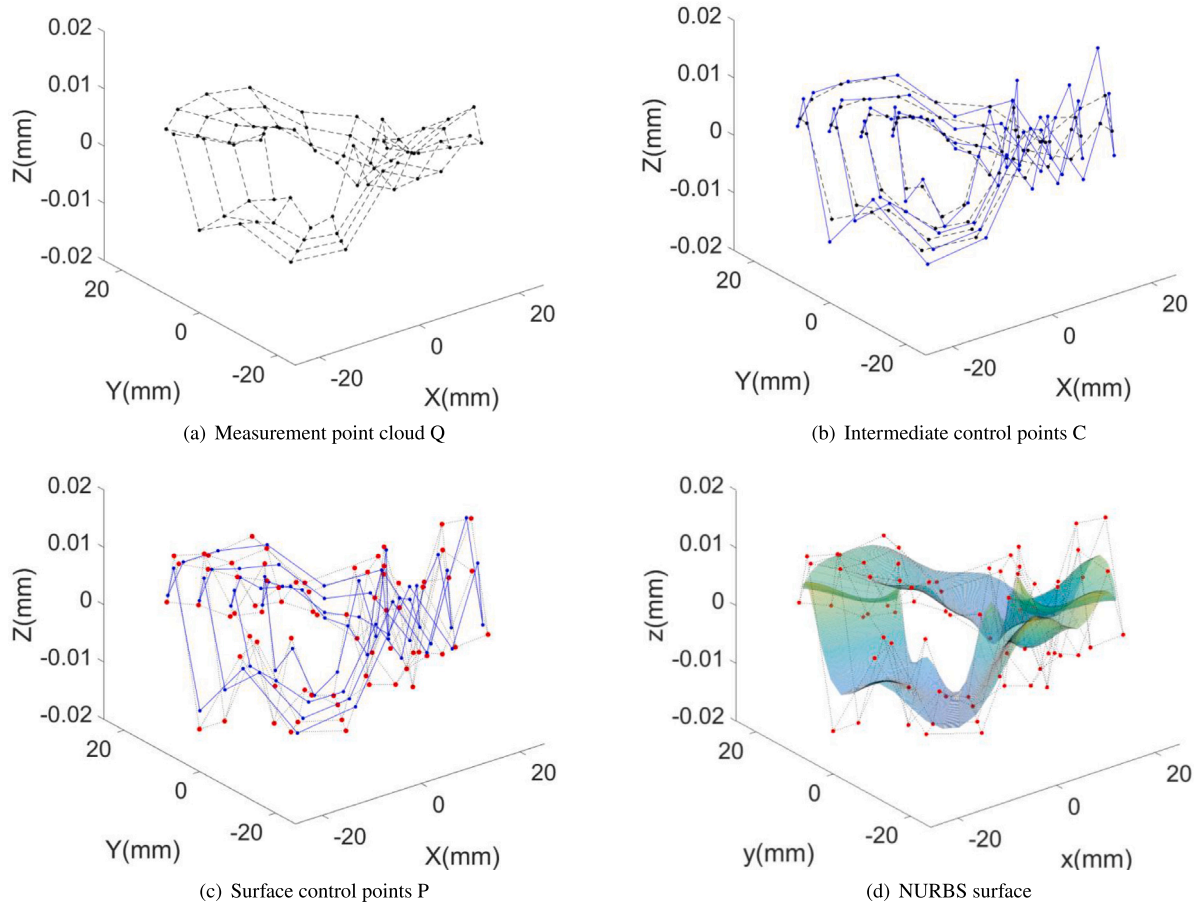 0.02
0.01
0
-0.01
-0.02
Z(mm)
20
0
-20
Y(mm)
-20
0
20
X(mm)
(a) Measurement point cloud Q
0.02
0.01
0
-0.01
-0.02
Z(mm)
20
0
-20
Y(mm)
-20
0
20
X(mm)
(b) Intermediate control points C
0.02
0.01
0
-0.01
-0.02
Z(mm)
20
0
-20
Y(mm)
-20
0
20
X(mm)
(c) Surface control points P
0.02
0.01
0
-0.01
-0.02
z(mm)
20
0
-20
y(mm)
-20
0
20
x(mm)
(d) NURBS surface